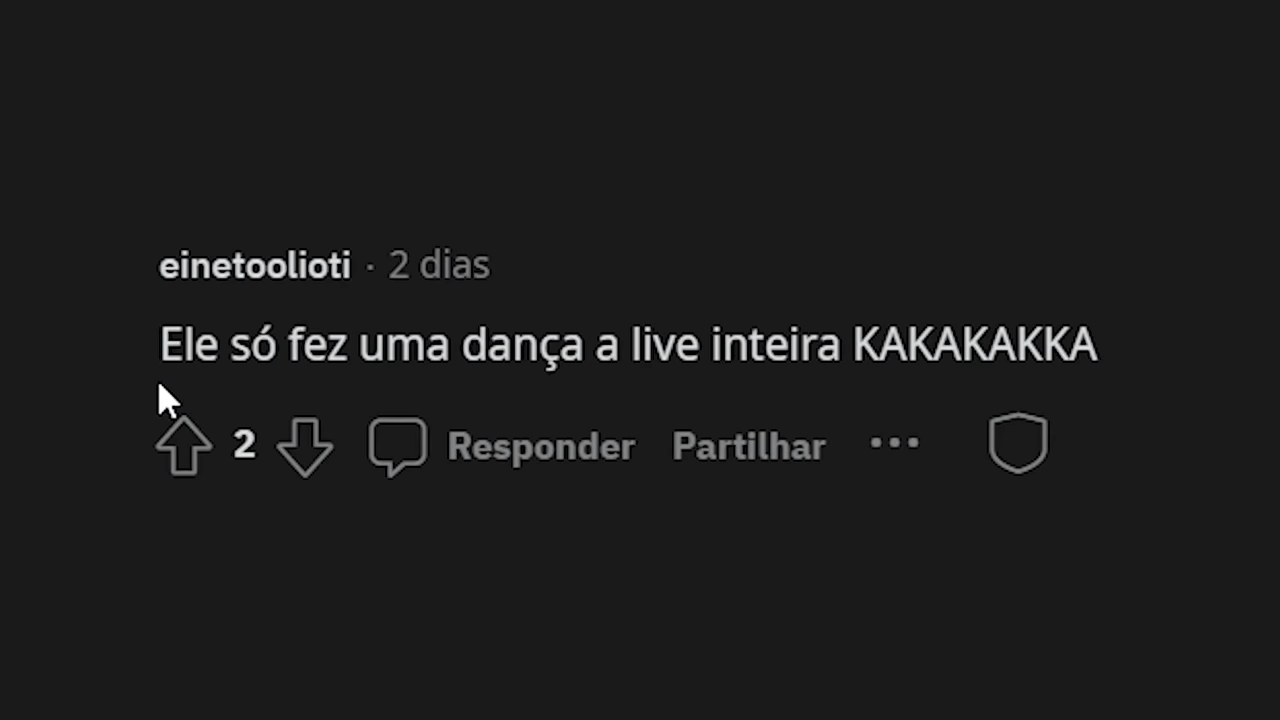 einetoolioti · 2 dias
Ele só fez uma dança a live inteira KAKAKAKKA
2 Responder Partilhar ...